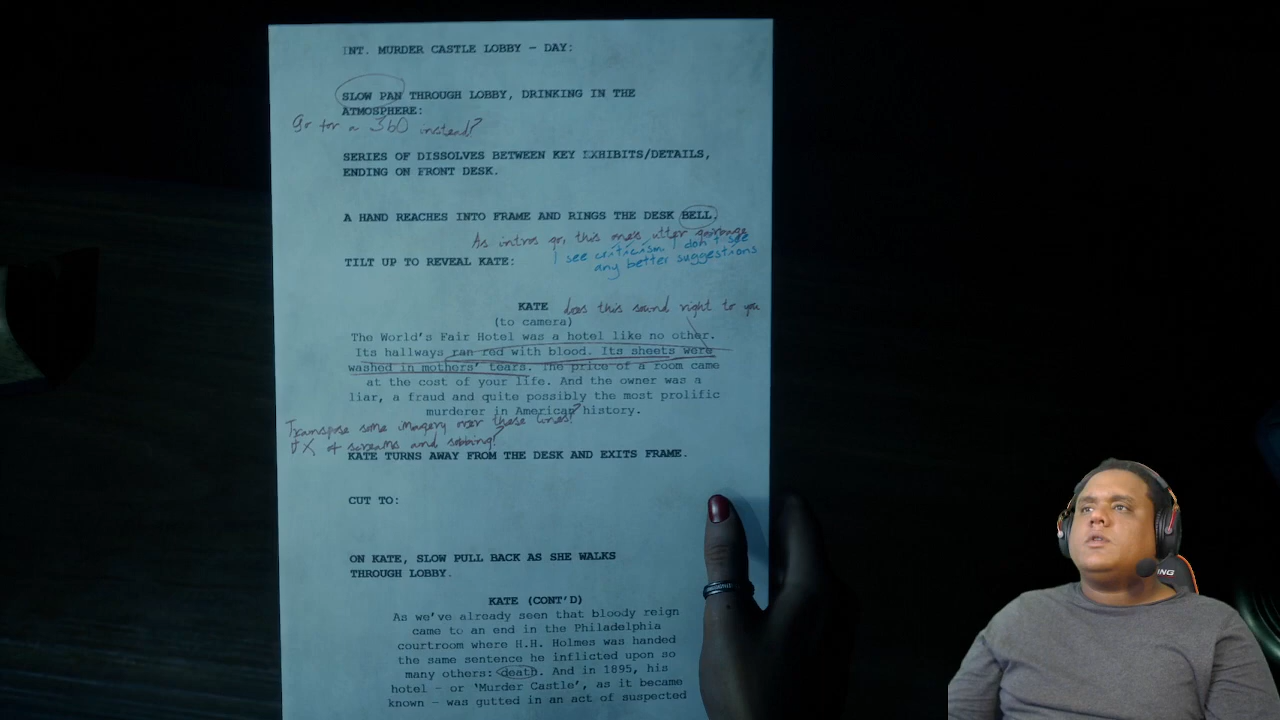 INT. MURDER CASTLE LOBBY – DAY:
SLOW PAN THROUGH LOBBY, DRINKING IN THE
ATMOSPHERE:
Go for a 360 instead?
SERIES OF DISSOLVES BETWEEN KEY EXHIBITS/DETAILS,
ENDING ON FRONT DESK.
A HAND REACHES INTO FRAME AND RINGS THE DESK BELL.
As intros go, this one's utter garbage
I see criticism, I don't see
any better suggestions
TILT UP TO REVEAL KATE:
KATE does this sound right to you
(to camera)
The World's Fair Hotel was a hotel like no other.
Its hallways ran red with blood. Its sheets were
washed in mothers' tears. The price of a room came
at the cost of your life. And the owner was a
liar, a fraud and quite possibly the most prolific
murderer in American history.
Transpose some imagery over these lines?
FX of screams and sobbing?
KATE TURNS AWAY FROM THE DESK AND EXITS FRAME.
CUT TO:
ON KATE, SLOW PULL BACK AS SHE WALKS
THROUGH LOBBY.
KATE (CONT'D)
As we've already seen that bloody reign
came to an end in the Philadelphia
courtroom where H.H. Holmes was handed
the same sentence he inflicted upon so
many others: death. And in 1895, his
hotel – or 'Murder Castle', as it became
known – was gutted in an act of suspected